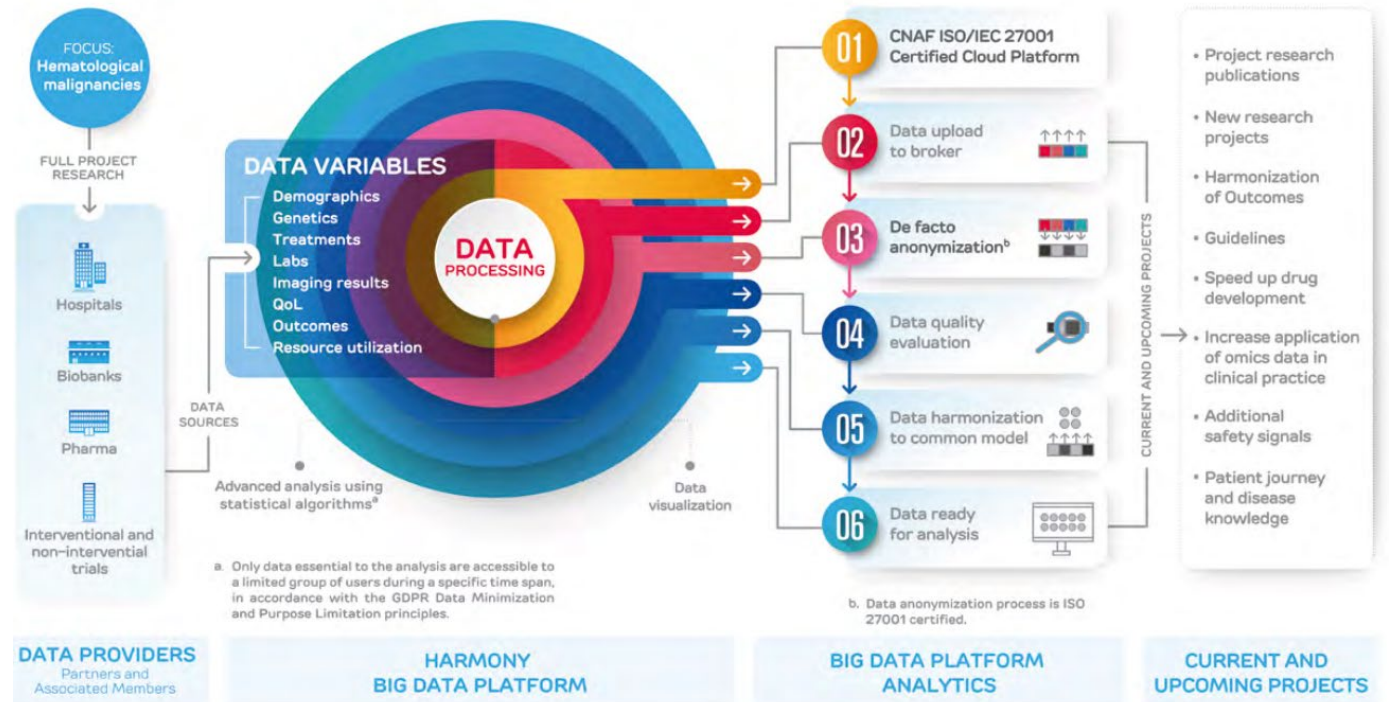 FOCUS:
Hematological
malignancies
FULL PROJECT
RESEARCH
Hospitals
Biobanks
Pharma
Interventional and
non-intervential
trials
DATA
SOURCES
DATA VARIABLES
Demographics
Genetics
Treatments
Labs
Imaging results
QoL
Outcomes
Resource utilization
DATA
PROCESSING
Advanced analysis using
statistical algorithmsᵃ
Data
visualization
a. Only data essential to the analysis are accessible to
a limited group of users during a specific time span,
in accordance with the GDPR Data Minimization
and Purpose Limitation principles.
01
CNAF ISO/IEC 27001
Certified Cloud Platform
02
Data upload
to broker
03
De facto
anonymizationᵇ
04
Data quality
evaluation
05
Data harmonization
to common model
06
Data ready
for analysis
b. Data anonymization process is ISO
27001 certified.
CURRENT AND UPCOMING PROJECTS
• Project research
publications
• New research
projects
• Harmonization
of Outcomes
• Guidelines
• Speed up drug
development
• Increase application
of omics data in
clinical practice
• Additional
safety signals
• Patient journey
and disease
knowledge
DATA PROVIDERS
Partners and
Associated Members
HARMONY
BIG DATA PLATFORM
BIG DATA PLATFORM
ANALYTICS
CURRENT AND
UPCOMING PROJECTS